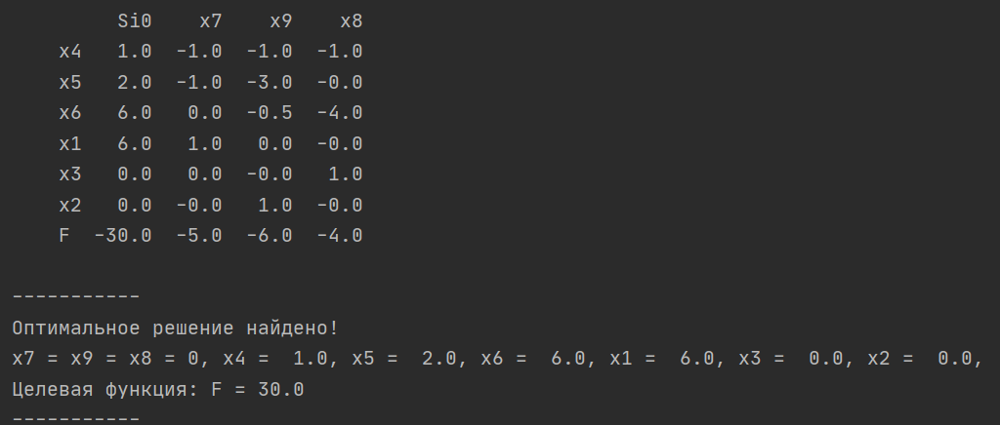 Si0 x7 x9 x8
x4 1.0 -1.0 -1.0 -1.0
x5 2.0 -1.0 -3.0 -0.0
x6 6.0 0.0 -0.5 -4.0
x1 6.0 1.0 0.0 -0.0
x3 0.0 0.0 -0.0 1.0
x2 0.0 -0.0 1.0 -0.0
F -30.0 -5.0 -6.0 -4.0
-----------
Оптимальное решение найдено!
x7 = x9 = x8 = 0, x4 =  1.0, x5 =  2.0, x6 =  6.0, x1 =  6.0, x3 =  0.0, x2 =  0.0,
Целевая функция: F = 30.0
-----------